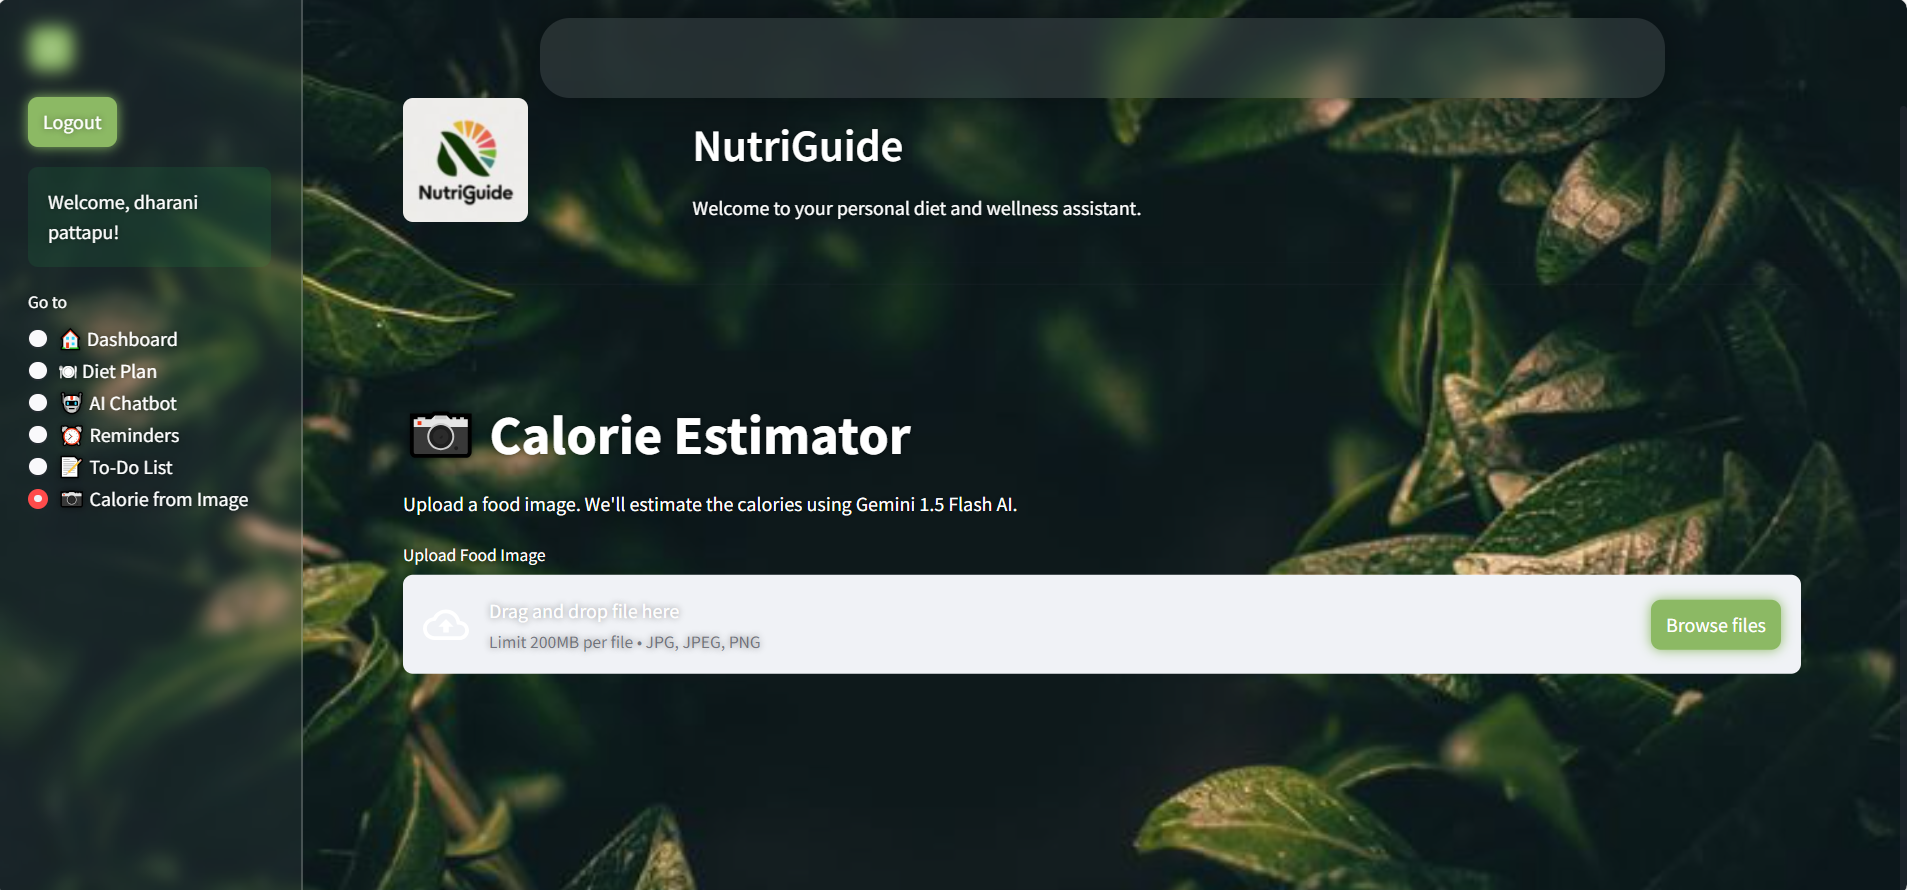 Logout
Welcome, dharani
pattapu!
Go to
Dashboard
Diet Plan
AI Chatbot
Reminders
To-Do List
Calorie from Image
NutriGuide
NutriGuide
Welcome to your personal diet and wellness assistant.
Calorie Estimator
Upload a food image. We'll estimate the calories using Gemini 1.5 Flash AI.
Upload Food Image
Drag and drop file here
Limit 200MB per file • JPG, JPEG, PNG
Browse files